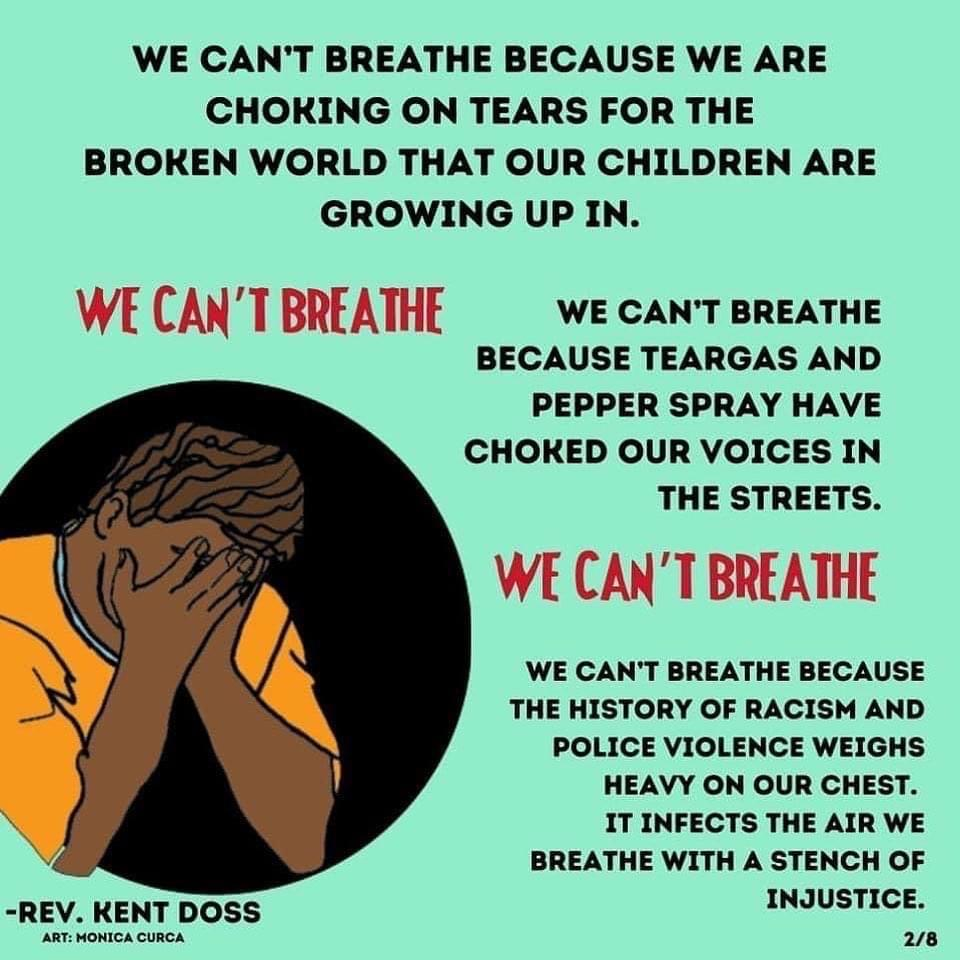 WE CAN'T BREATHE BECAUSE WE ARE
CHOKING ON TEARS FOR THE
BROKEN WORLD THAT OUR CHILDREN ARE
GROWING UP IN.
WE CAN'T BREATHE
WE CAN'T BREATHE
BECAUSE TEARGAS AND
PEPPER SPRAY HAVE
CHOKED OUR VOICES IN
THE STREETS.
WE CAN'T BREATHE
WE CAN'T BREATHE BECAUSE
THE HISTORY OF RACISM AND
POLICE VIOLENCE WEIGHS
HEAVY ON OUR CHEST.
IT INFECTS THE AIR WE
BREATHE WITH A STENCH OF
INJUSTICE.
-REV. KENT DOSS
ART: MONICA CURCA
2/8